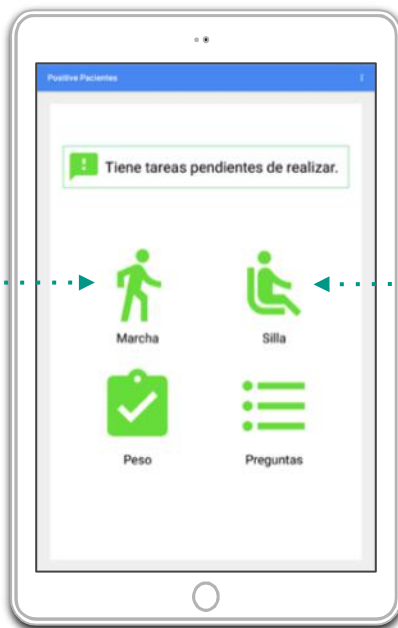 Positive Pacientes
Tiene tareas pendientes de realizar.
Marcha
Silla
Peso
Preguntas